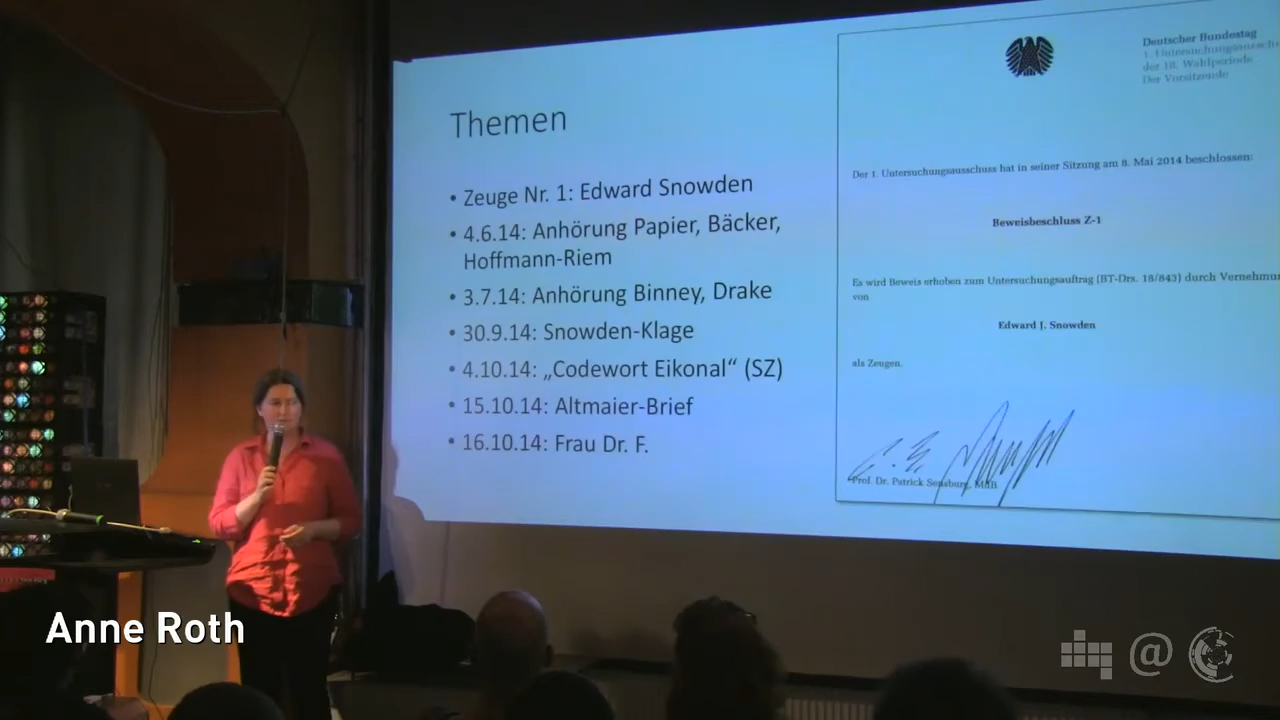 Themen
• Zeuge Nr. 1: Edward Snowden
• 4.6.14: Anhörung Papier, Bäcker,
Hoffmann-Riem
• 3.7.14: Anhörung Binney, Drake
• 30.9.14: Snowden-Klage
• 4.10.14: „Codewort Eikonal“ (SZ)
• 15.10.14: Altmaier-Brief
• 16.10.14: Frau Dr. F.
Deutscher Bundestag
1. Untersuchungsaussch
der 18. Wahlperiode
Der Vorsitzende
Der 1. Untersuchungsausschuss hat in seiner Sitzung am 8. Mai 2014 beschlossen:
Beweisbeschluss Z-1
Es wird Beweis erhoben zum Untersuchungsauftrag (BT-Drs. 18/843) durch Vernehmu
von
Edward J. Snowden
als Zeugen.
Prof. Dr. Patrick Sensburg, MdB
Anne Roth
@